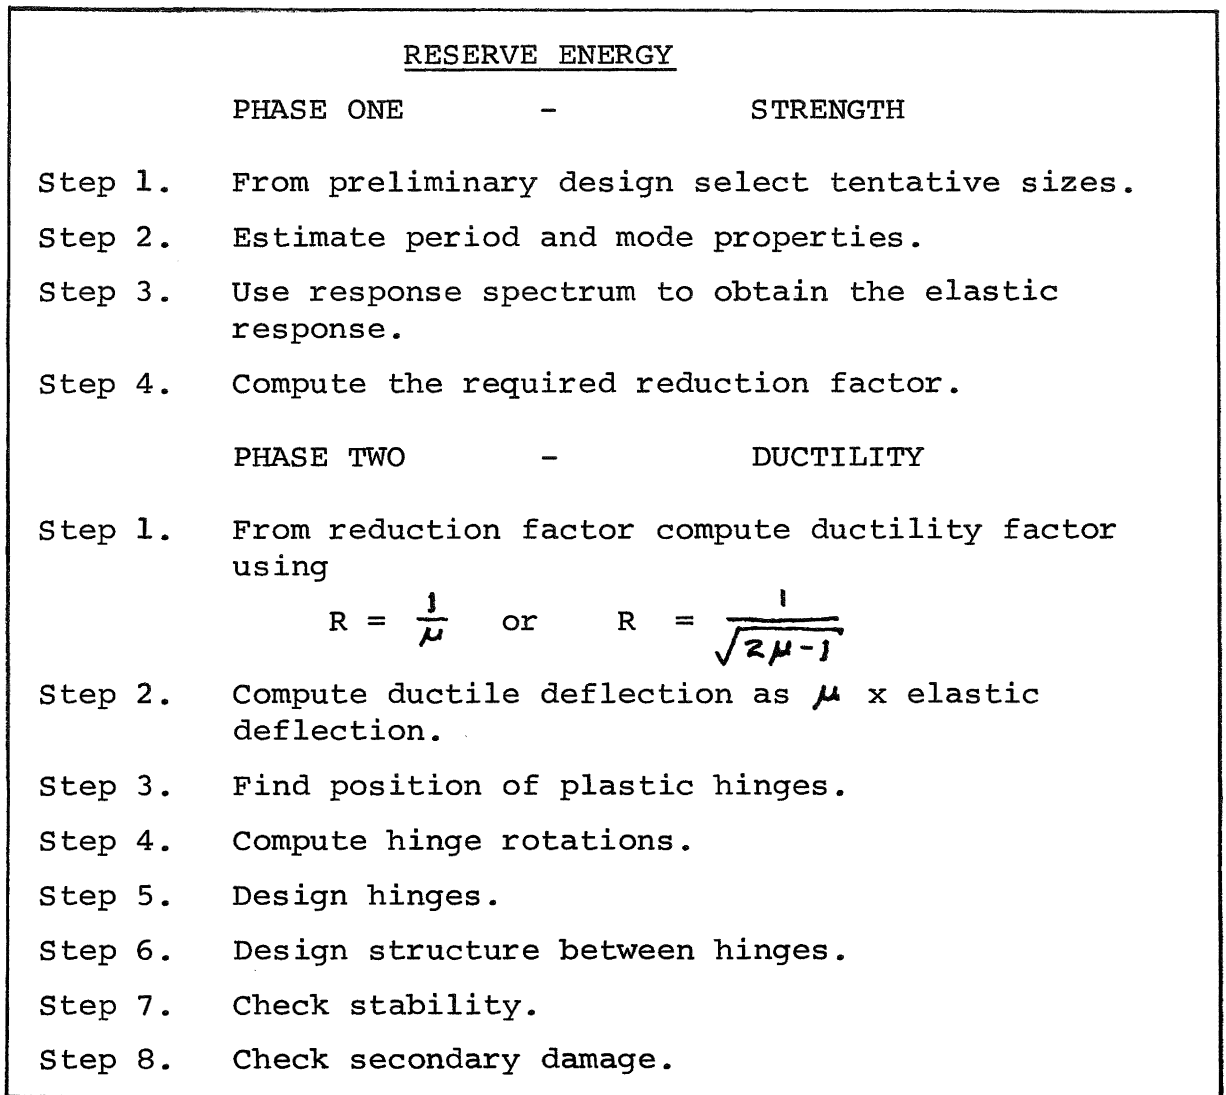 RESERVE ENERGY
PHASE ONE - STRENGTH
Step 1. From preliminary design select tentative sizes.
Step 2. Estimate period and mode properties.
Step 3. Use response spectrum to obtain the elastic
response.
Step 4. Compute the required reduction factor.
PHASE TWO - DUCTILITY
Step 1. From reduction factor compute ductility factor
using
R = 1/μ or R = 1/√(2μ-1)
Step 2. Compute ductile deflection as μ x elastic
deflection.
Step 3. Find position of plastic hinges.
Step 4. Compute hinge rotations.
Step 5. Design hinges.
Step 6. Design structure between hinges.
Step 7. Check stability.
Step 8. Check secondary damage.